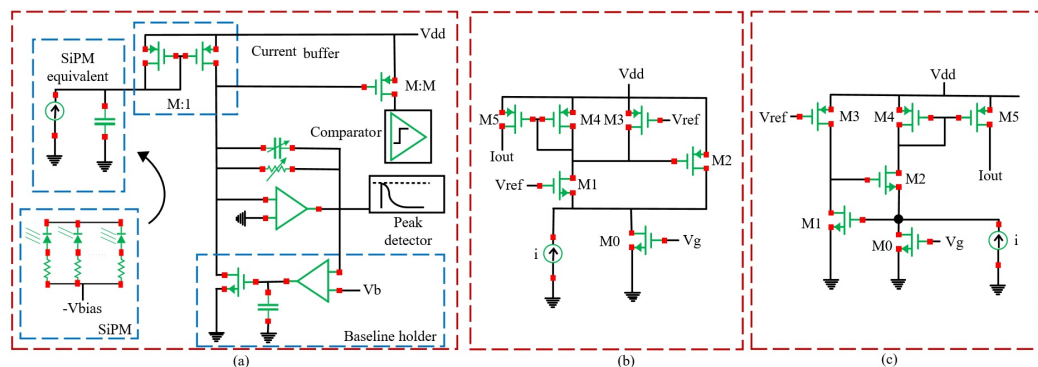 Vdd
Current buffer
SiPM
equivalent
M:1
M:M
Comparator
Peak
detector
Vb
Baseline holder
-Vbias
SiPM
(a)
Vdd
M5
M4
M3
Vref
Iout
M2
Vref
M1
i
M0
Vg
(b)
Vdd
Vref
M3
M4
M5
Iout
M2
M1
M0
Vg
i
(c)